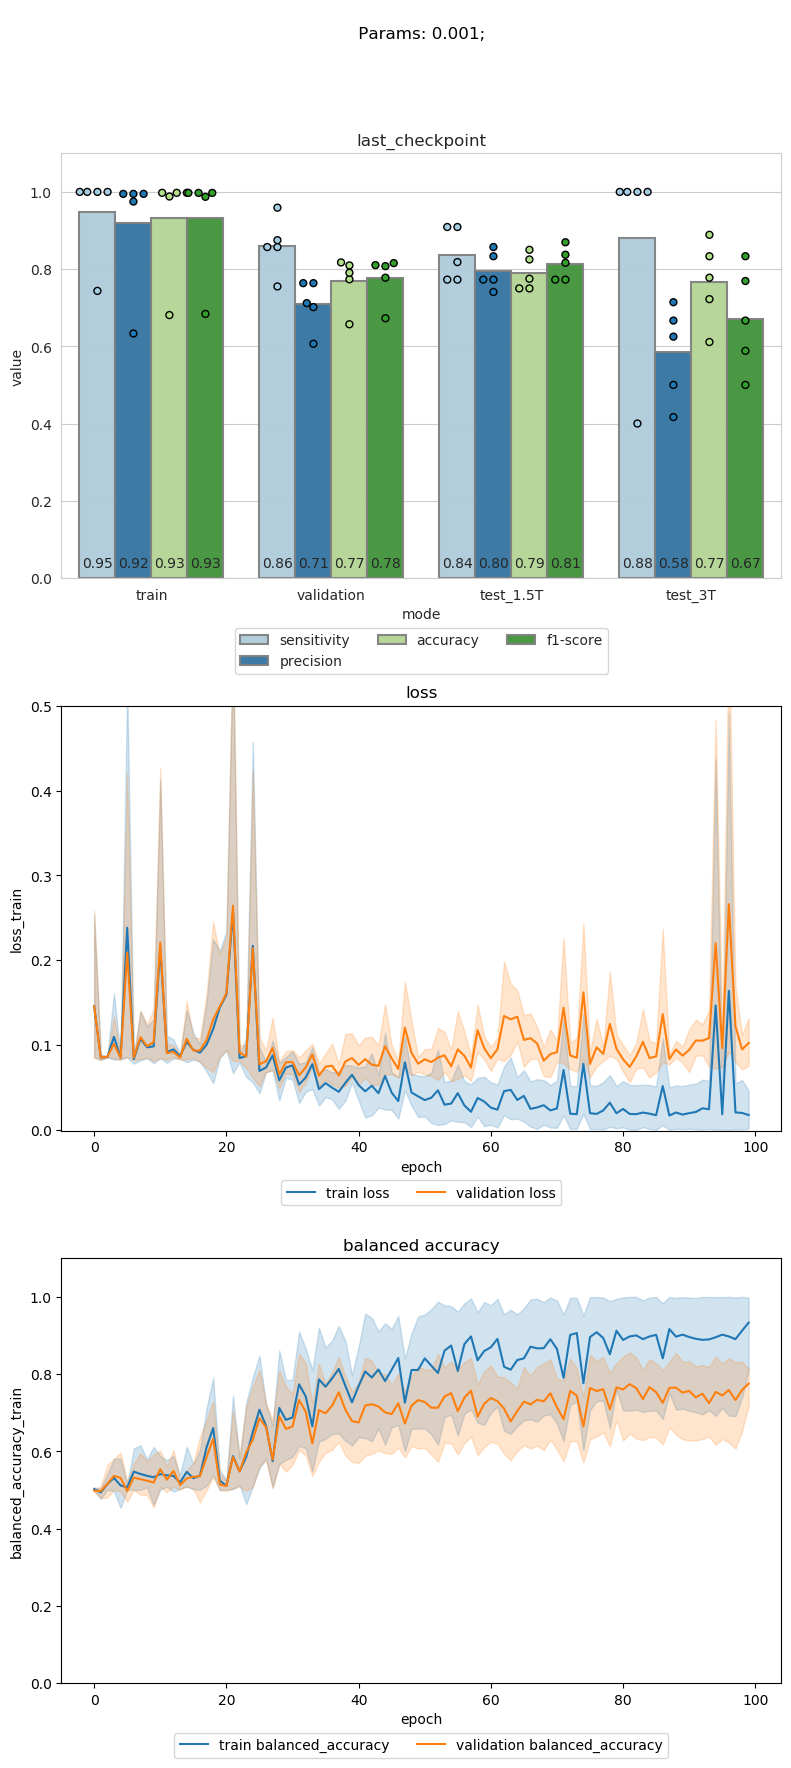 Params: 0.001;
last_checkpoint
value
1.0
0.8
0.6
0.4
0.2
0.0
0.95 0.92 0.93 0.93 0.86 0.71 0.77 0.78 0.84 0.80 0.79 0.81 0.88 0.58 0.77 0.67
train validation test_1.5T test_3T
mode
sensitivity accuracy f1-score
precision
loss
loss_train
0.5
0.4
0.3
0.2
0.1
0.0
0 20 40 60 80 100
epoch
train loss validation loss
balanced accuracy
balanced_accuracy_train
1.0
0.8
0.6
0.4
0.2
0.0
0 20 40 60 80 100
epoch
train balanced_accuracy validation balanced_accuracy